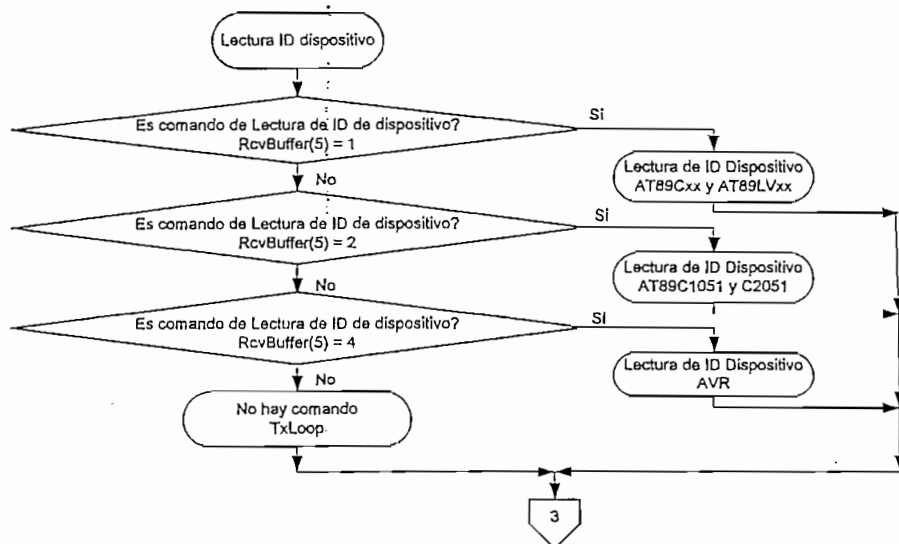 Lectura ID dispositivo
Es comando de Lectura de ID de dispositivo?
RcvBuffer(5) = 1
Si
Lectura de ID Dispositivo
AT89Cxx y AT89LVxx
No
Es comando de Lectura de ID de dispositivo?
RcvBuffer(5) = 2
Si
Lectura de ID Dispositivo
AT89C1051 y C2051
No
Es comando de Lectura de ID de dispositivo?
RcvBuffer(5) = 4
Si
Lectura de ID Dispositivo
AVR
No
No hay comando
TxLoop
3